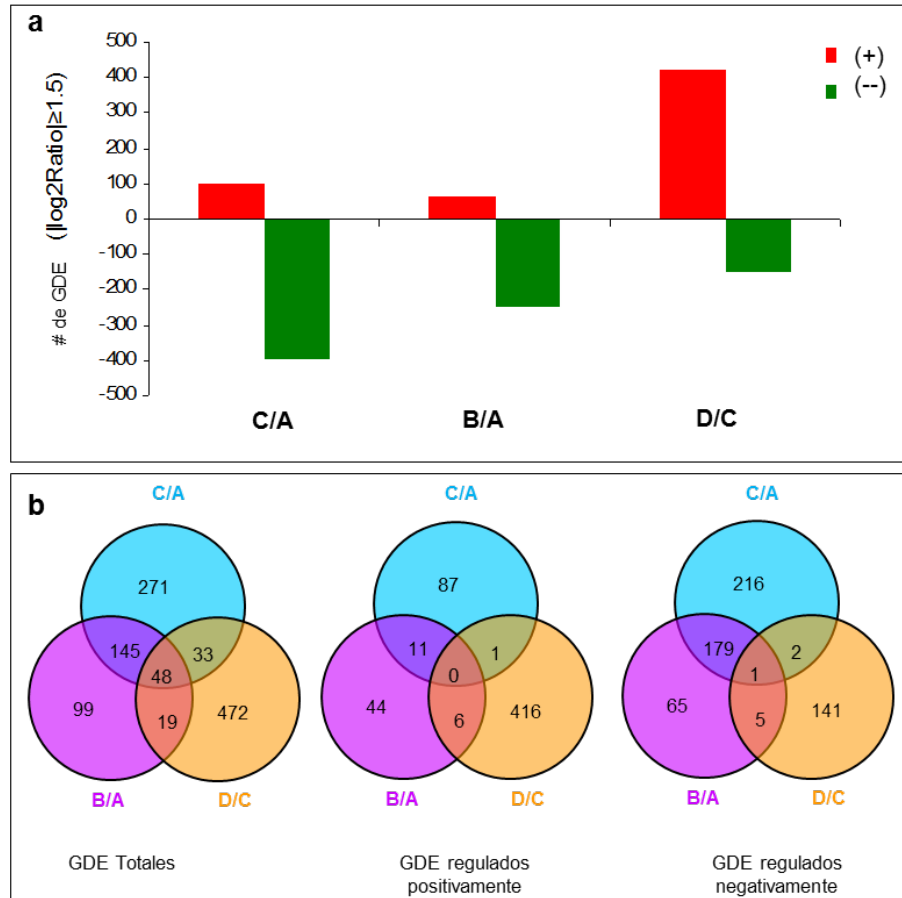 a
(+)
(--)
# de GDE (|log2Ratio|≥1.5)
500
400
300
200
100
0
-100
-200
-300
-400
-500
C/A
B/A
D/C
b
C/A
271
145
33
48
99
19
472
B/A
D/C
GDE Totales
C/A
87
11
1
0
44
6
416
B/A
D/C
GDE regulados
positivamente
C/A
216
179
2
1
65
5
141
B/A
D/C
GDE regulados
negativamente